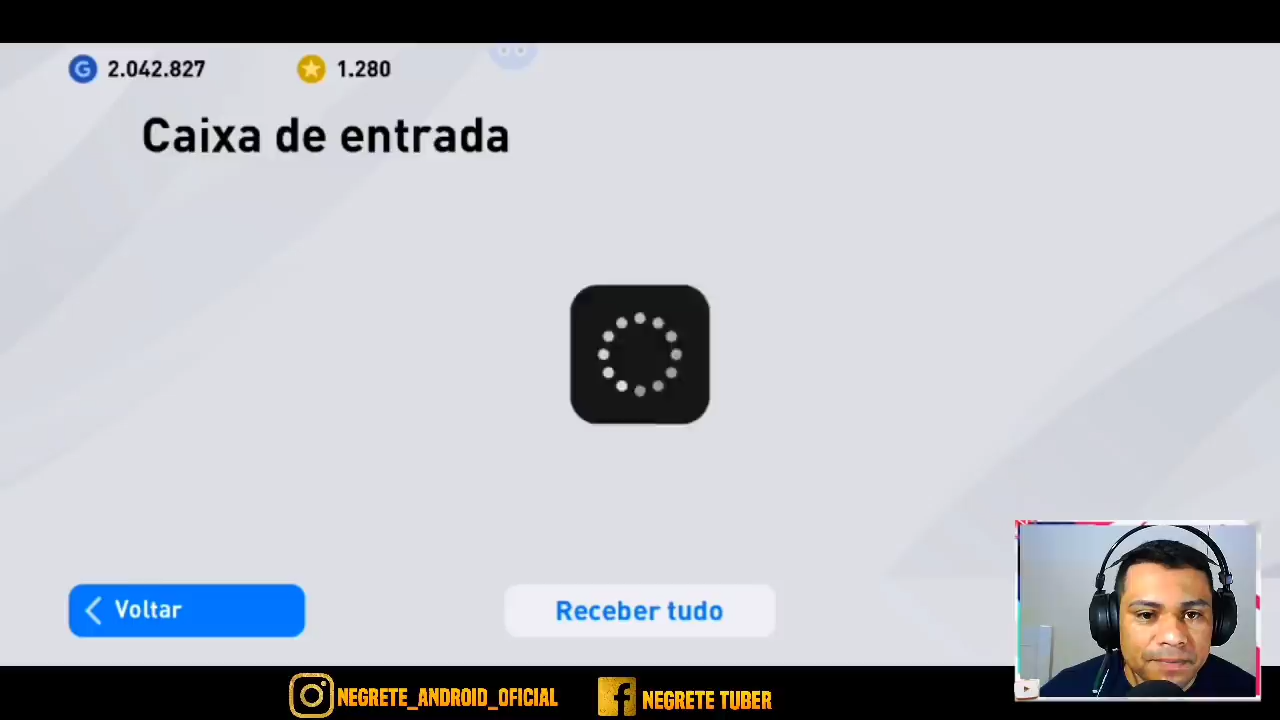 G 2.042.827 1.280
Caixa de entrada
Voltar
Receber tudo
NEGRETE_ANDROID_OFICIAL
f NEGRETE TUBER